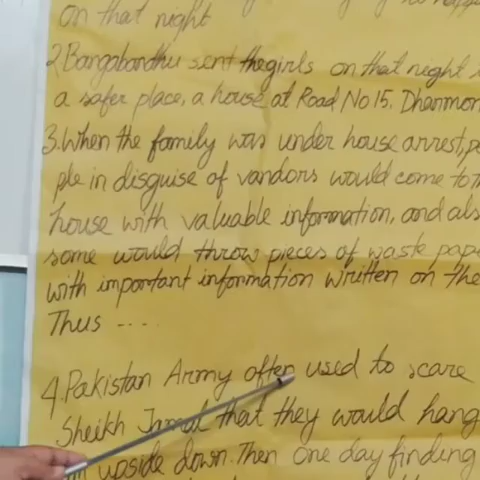 on that night
2. Bangabandhu sent the girls on that night
a safer place, a house at Road No 15, Dhanmon
3. When the family was under house arrest, p
ple in disguise of vandors would come to
house with valuable information, and als
some would throw pieces of waste pap
with important information written on the
Thus ....
4. Pakistan Army often used to scare
Sheikh Jamal that they would hang
upside down. Then one day finding